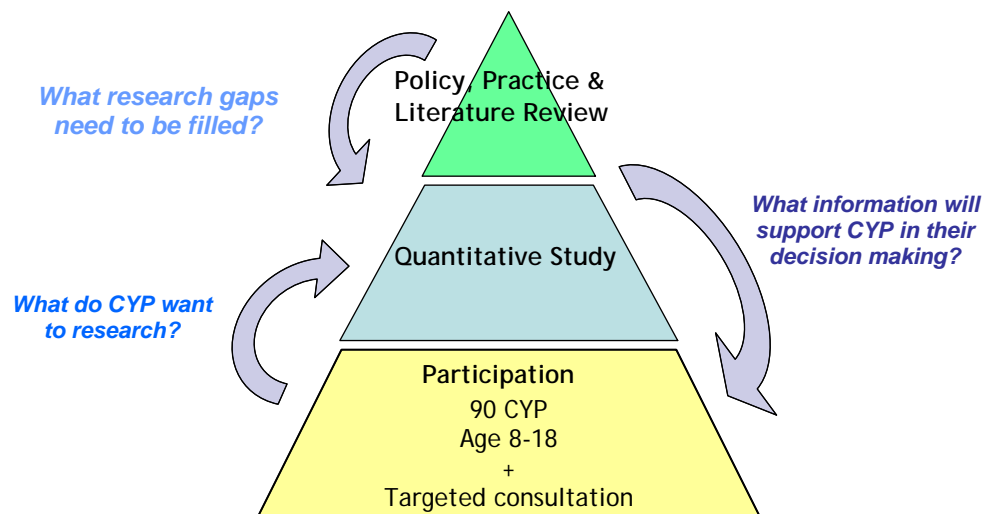 Policy, Practice &
Literature Review
What research gaps
need to be filled?
What information will
support CYP in their
decision making?
Quantitative Study
What do CYP want
to research?
Participation
90 CYP
Age 8-18
+
Targeted consultation